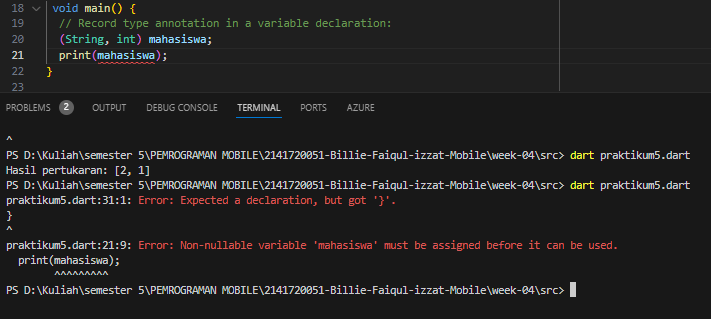 18 void main() {
19 // Record type annotation in a variable declaration:
20 (String, int) mahasiswa;
21 print(mahasiswa);
22 }
23
PROBLEMS 2 OUTPUT DEBUG CONSOLE TERMINAL PORTS AZURE
^
PS D:\Kuliah\semester 5\PEMROGRAMAN MOBILE\2141720051-Billie-Faiqul-izzat-Mobile\week-04\src> dart praktikum5.dart
Hasil pertukaran: [2, 1]
PS D:\Kuliah\semester 5\PEMROGRAMAN MOBILE\2141720051-Billie-Faiqul-izzat-Mobile\week-04\src> dart praktikum5.dart
praktikum5.dart:31:1: Error: Expected a declaration, but got '}'.
}
^
praktikum5.dart:21:9: Error: Non-nullable variable 'mahasiswa' must be assigned before it can be used.
print(mahasiswa);
^^^^^^^^^
PS D:\Kuliah\semester 5\PEMROGRAMAN MOBILE\2141720051-Billie-Faiqul-izzat-Mobile\week-04\src>